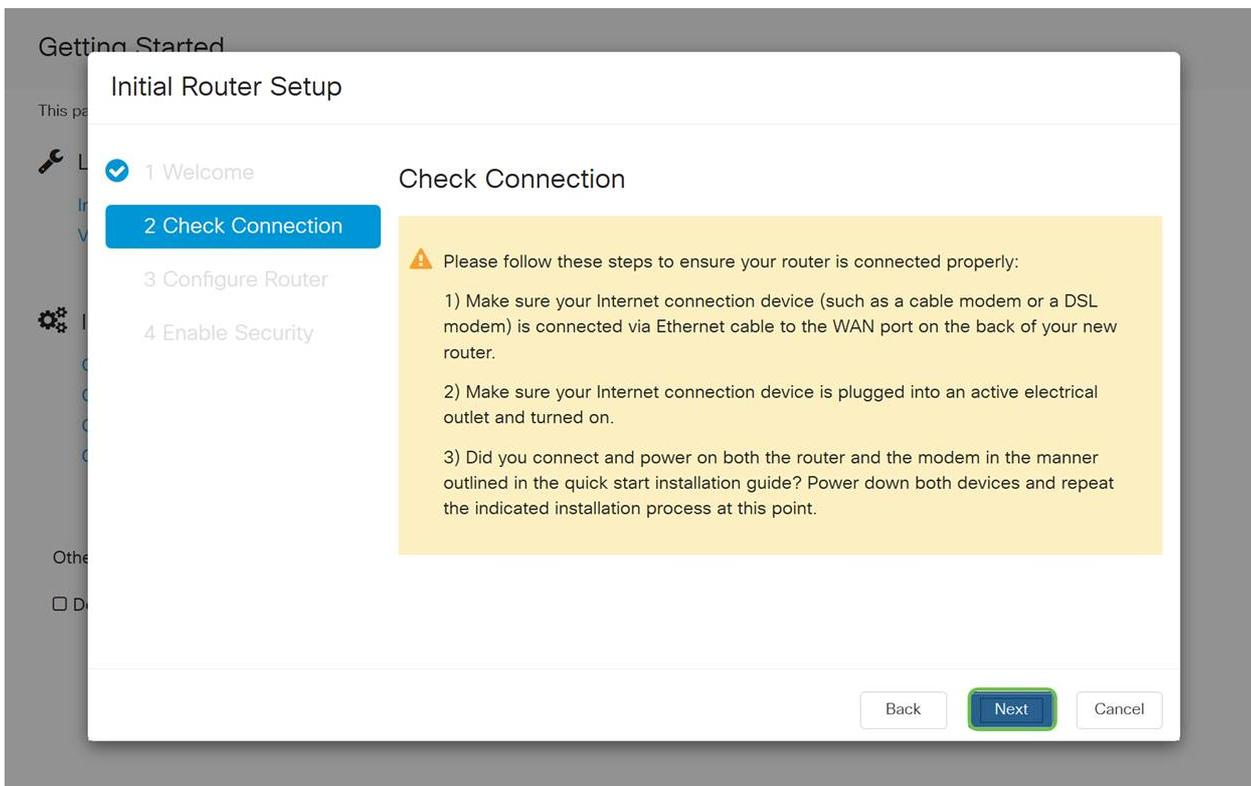 Getting Started
Initial Router Setup
This
1 Welcome
Check Connection
2 Check Connection
3 Configure Router
4 Enable Security
Please follow these steps to ensure your router is connected properly:
1) Make sure your Internet connection device (such as a cable modem or a DSL
modem) is connected via Ethernet cable to the WAN port on the back of your new
router.
2) Make sure your Internet connection device is plugged into an active electrical
outlet and turned on.
3) Did you connect and power on both the router and the modem in the manner
outlined in the quick start installation guide? Power down both devices and repeat
the indicated installation process at this point.
Back
Next
Cancel